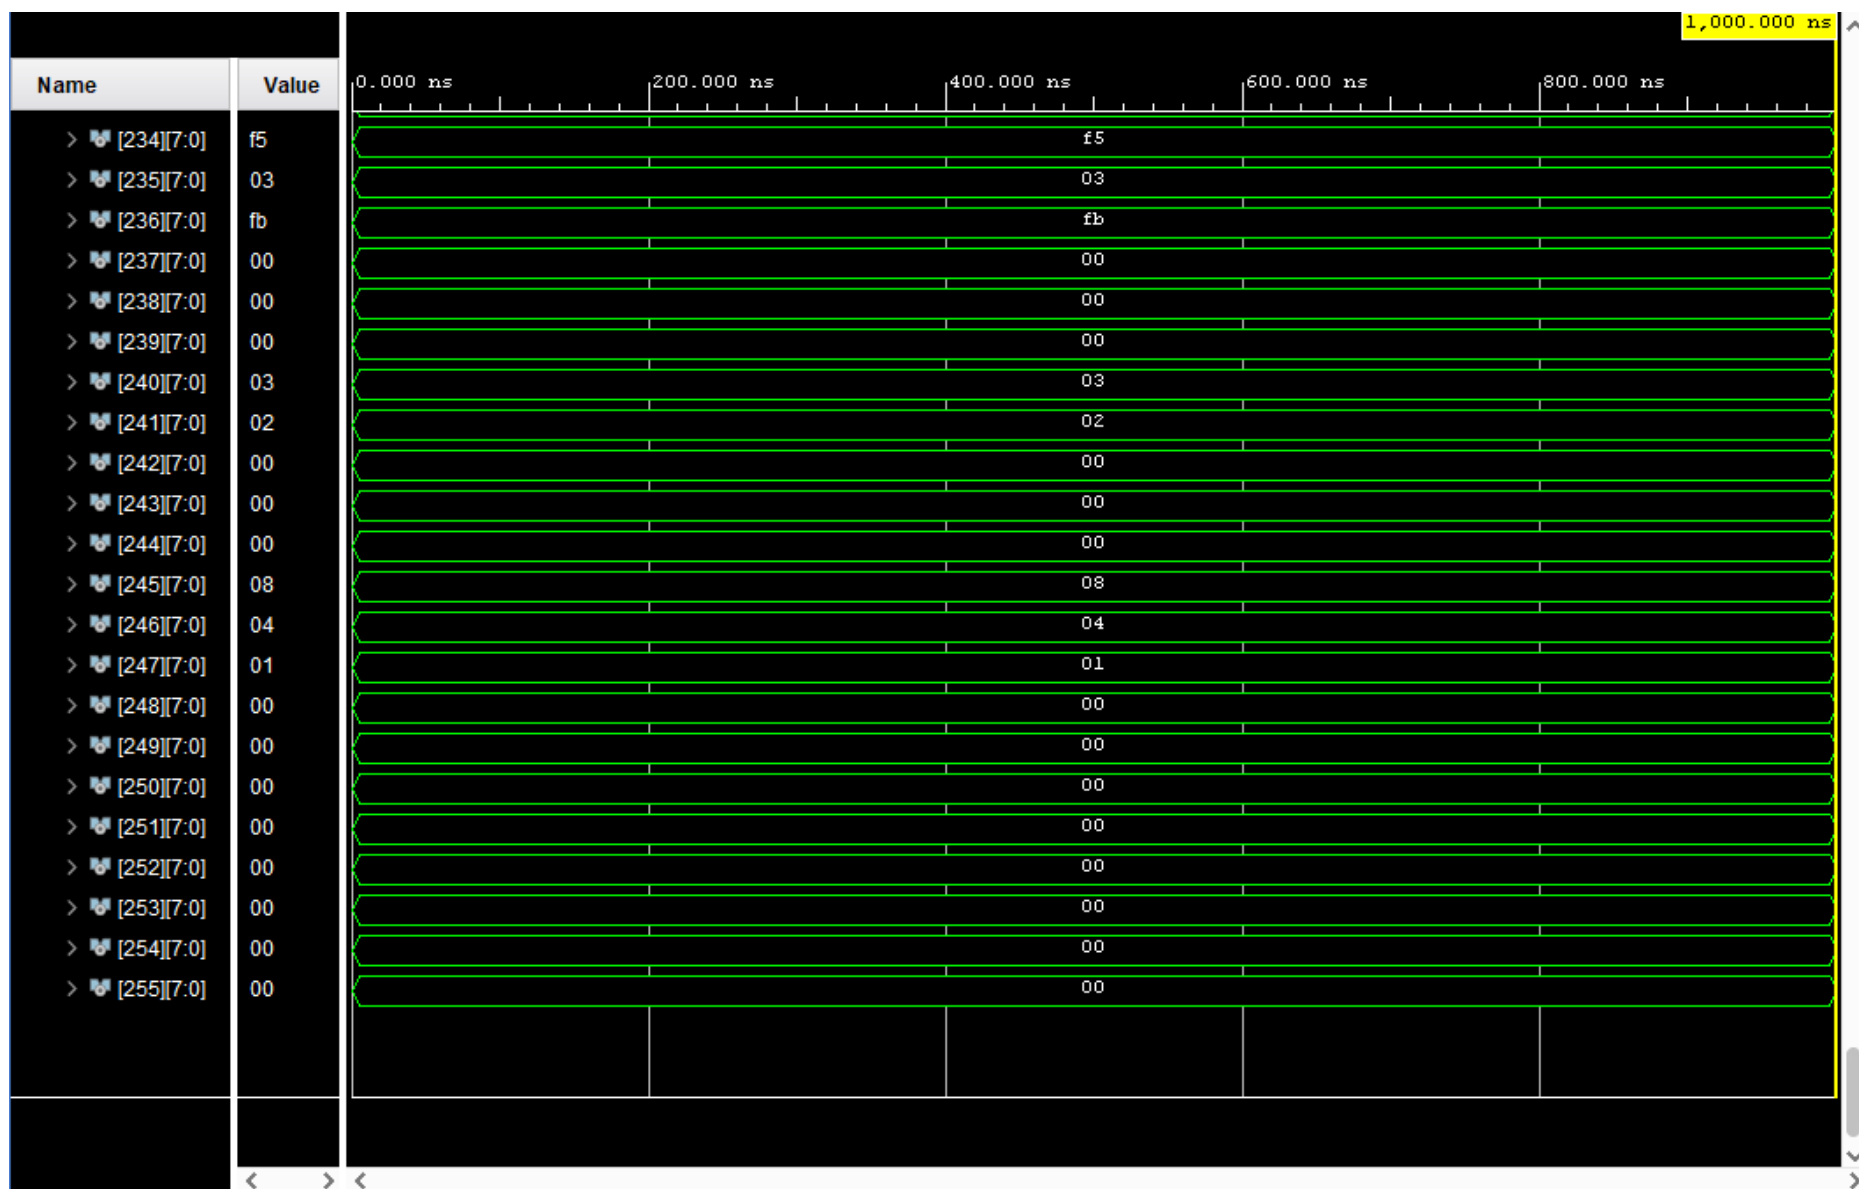 1,000.000 ns
Name Value 0.000 ns 200.000 ns 400.000 ns 600.000 ns 800.000 ns
[234][7:0] f5 f5
[235][7:0] 03 03
[236][7:0] fb fb
[237][7:0] 00 00
[238][7:0] 00 00
[239][7:0] 00 00
[240][7:0] 03 03
[241][7:0] 02 02
[242][7:0] 00 00
[243][7:0] 00 00
[244][7:0] 00 00
[245][7:0] 08 08
[246][7:0] 04 04
[247][7:0] 01 01
[248][7:0] 00 00
[249][7:0] 00 00
[250][7:0] 00 00
[251][7:0] 00 00
[252][7:0] 00 00
[253][7:0] 00 00
[254][7:0] 00 00
[255][7:0] 00 00